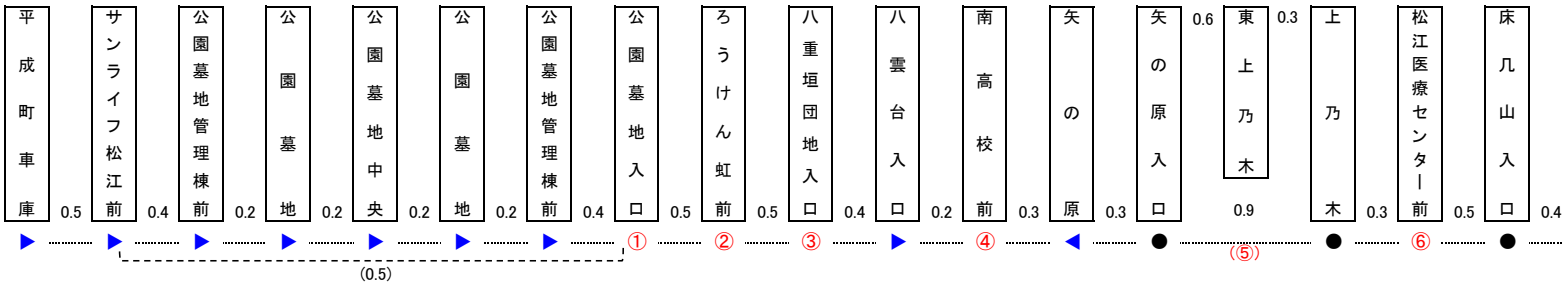 平成町車庫
0.5
サンライフ松江前
0.4
公園墓地管理棟前
0.2
公園墓地
0.2
公園墓地中央
0.2
公園墓地
0.2
公園墓地管理棟前
0.4
公園墓地入口
0.5
ろうけん虹前
0.5
八重垣団地入口
0.4
八雲台入口
0.2
南高校前
0.3
矢の原
0.3
矢の原入口
0.6
東上乃木
0.3
0.9
上乃木
0.3
松江医療センター前
0.5
床几山入口
0.4
▶ ▶ ▶ ▶ ▶ ▶ ▶ ① ② ③ ▶ ④ ◀ ● (⑤) ● ⑥ ●
(0.5)